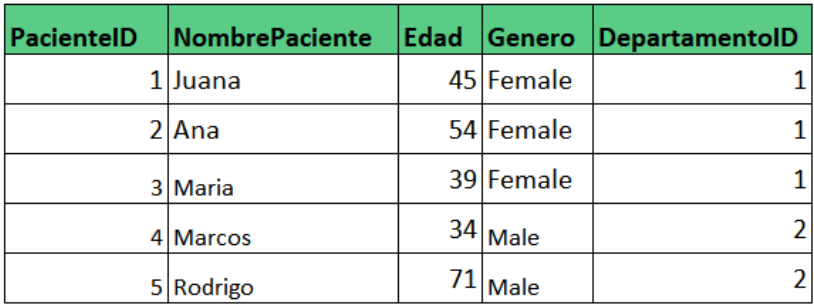 PacienteID NombrePaciente Edad Genero DepartamentoID
1 Juana 45 Female 1
2 Ana 54 Female 1
3 Maria 39 Female 1
4 Marcos 34 Male 2
5 Rodrigo 71 Male 2